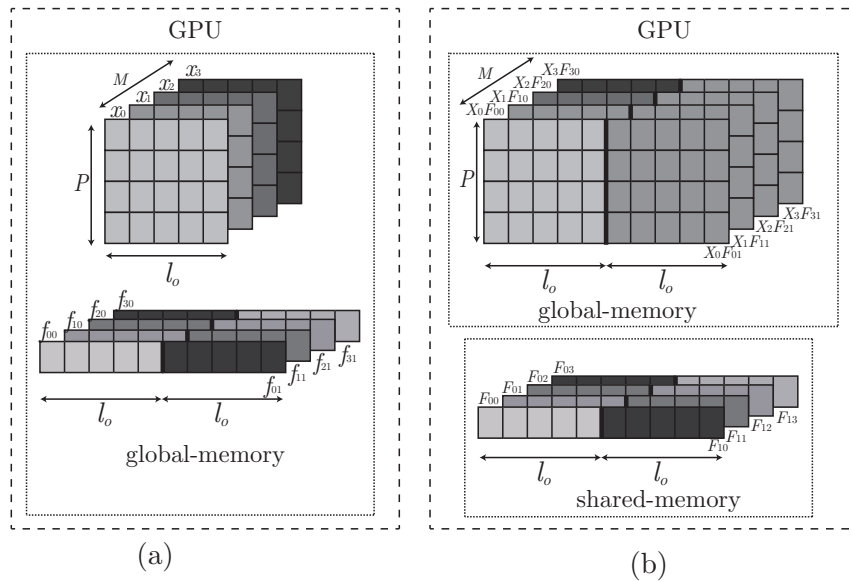 GPU
M
x₃
x₂
x₁
x₀
P
lₒ
f₃₀
f₂₀
f₁₀
f₀₀
f₃₁
f₂₁
f₁₁
f₀₁
lₒ lₒ
global-memory
(a)
GPU
M
X₃F₃₀
X₂F₂₀
X₁F₁₀
X₀F₀₀
P
X₃F₃₁
X₂F₂₁
X₁F₁₁
X₀F₀₁
lₒ lₒ
global-memory
F₀₃
F₀₂
F₀₁
F₀₀
F₁₃
F₁₂
F₁₁
F₁₀
lₒ lₒ
shared-memory
(b)